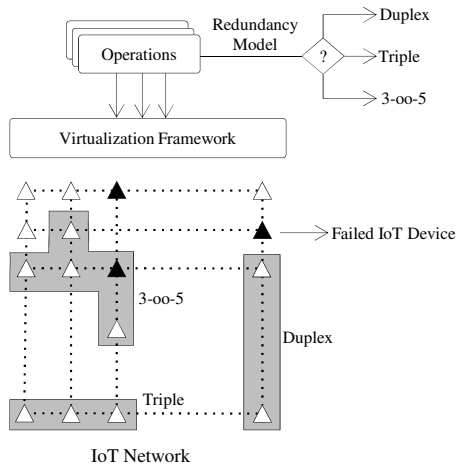 Duplex
Redundancy
Model
Operations
?
Triple
3-oo-5
Virtualization Framework
Failed IoT Device
3-oo-5
Duplex
Triple
IoT Network